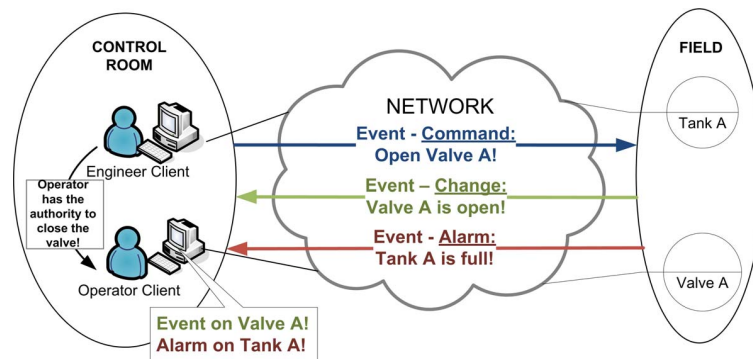 CONTROL
ROOM
Engineer Client
Operator
has the
authority to
close the
valve!
Operator Client
Event on Valve A!
Alarm on Tank A!
NETWORK
Event - Command:
Open Valve A!
Event – Change:
Valve A is open!
Event - Alarm:
Tank A is full!
FIELD
Tank A
Valve A